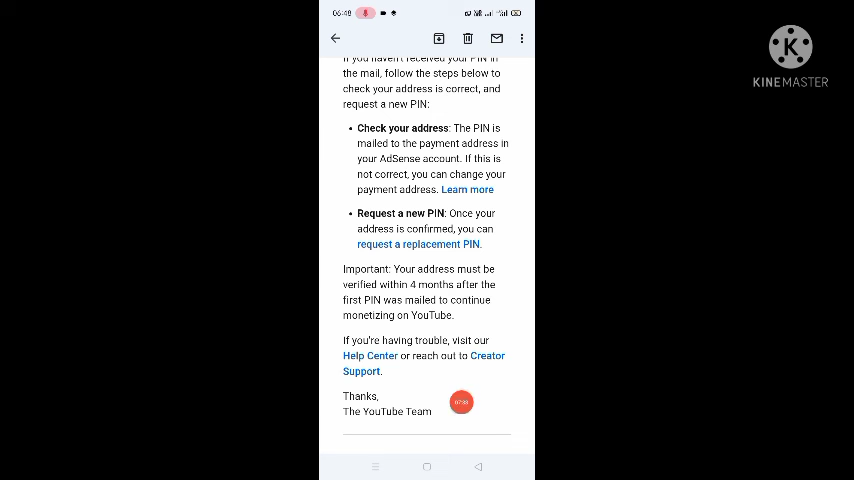 06:48
K
KINEMASTER
If you haven't received your PIN in
the mail, follow the steps below to
check your address is correct, and
request a new PIN:
• Check your address: The PIN is
mailed to the payment address in
your AdSense account. If this is
not correct, you can change your
payment address. Learn more
• Request a new PIN: Once your
address is confirmed, you can
request a replacement PIN.
Important: Your address must be
verified within 4 months after the
first PIN was mailed to continue
monetizing on YouTube.
If you're having trouble, visit our
Help Center or reach out to Creator
Support.
Thanks,
The YouTube Team
07:38